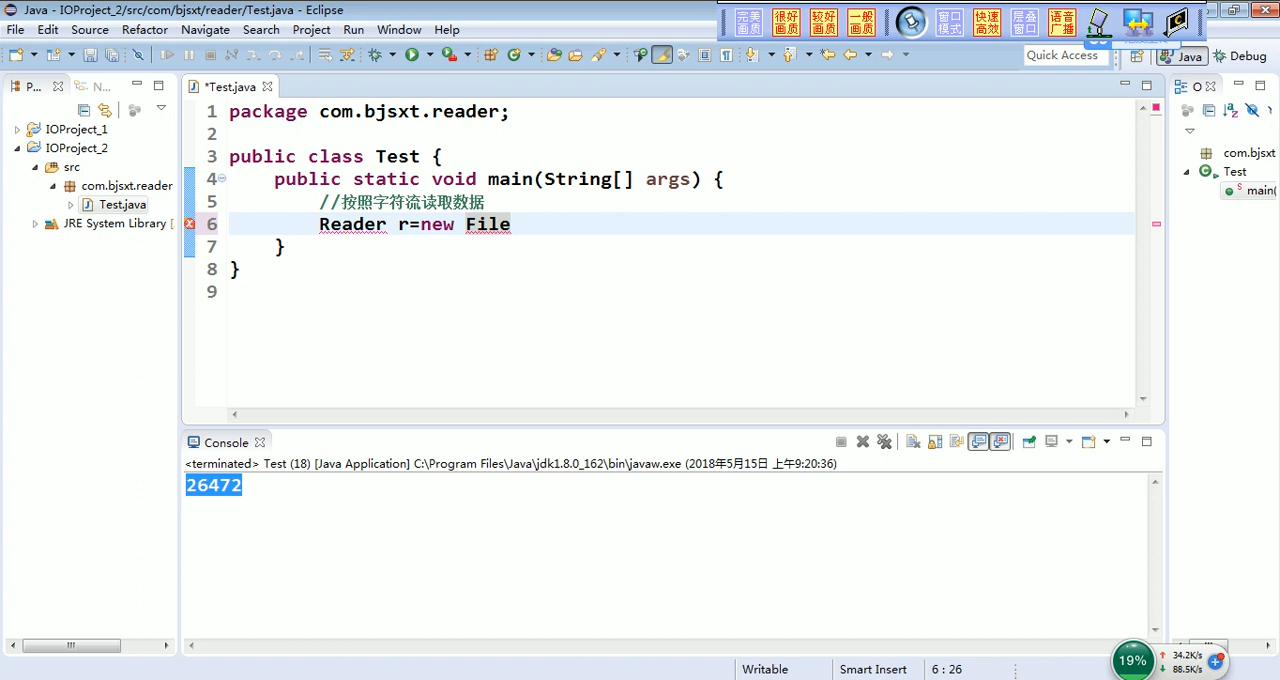 Java - IOProject_2/src/com/bjsxt/reader/Test.java - Eclipse
File Edit Source Refactor Navigate Search Project Run Window Help
完美画质 很好画质 较好画质 一般画质 窗口模式 快速高效 层叠窗口 语音广播
Quick Access Java Debug
P... N... *Test.java O
IOProject_1
IOProject_2
src
com.bjsxt.reader
Test.java
JRE System Library [
1 package com.bjsxt.reader;
2
3 public class Test {
4 public static void main(String[] args) {
5 //按照字符流读取数据
6 Reader r=new File
7 }
8 }
9
com.bjsxt
Test
main(
Console
<terminated> Test (18) [Java Application] C:\Program Files\Java\jdk1.8.0_162\bin\javaw.exe (2018年5月15日 上午9:20:36)
26472
Writable Smart Insert 6 : 26
19% 34.2K/s
88.5K/s